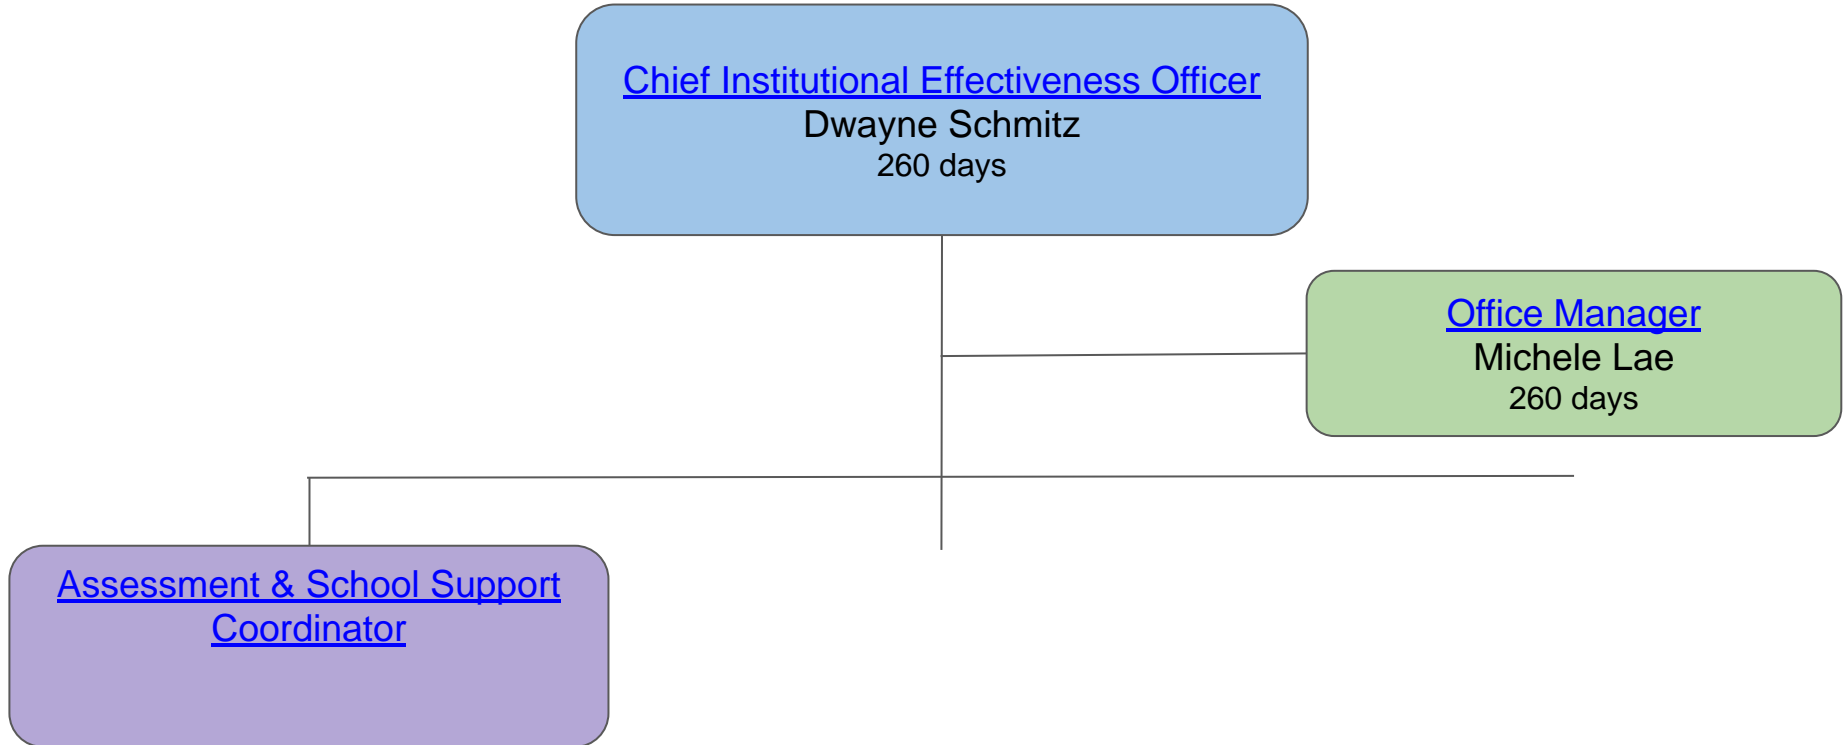 Chief Institutional Effectiveness Officer
Dwayne Schmitz
260 days
Office Manager
Michele Lae
260 days
Assessment & School Support
Coordinator